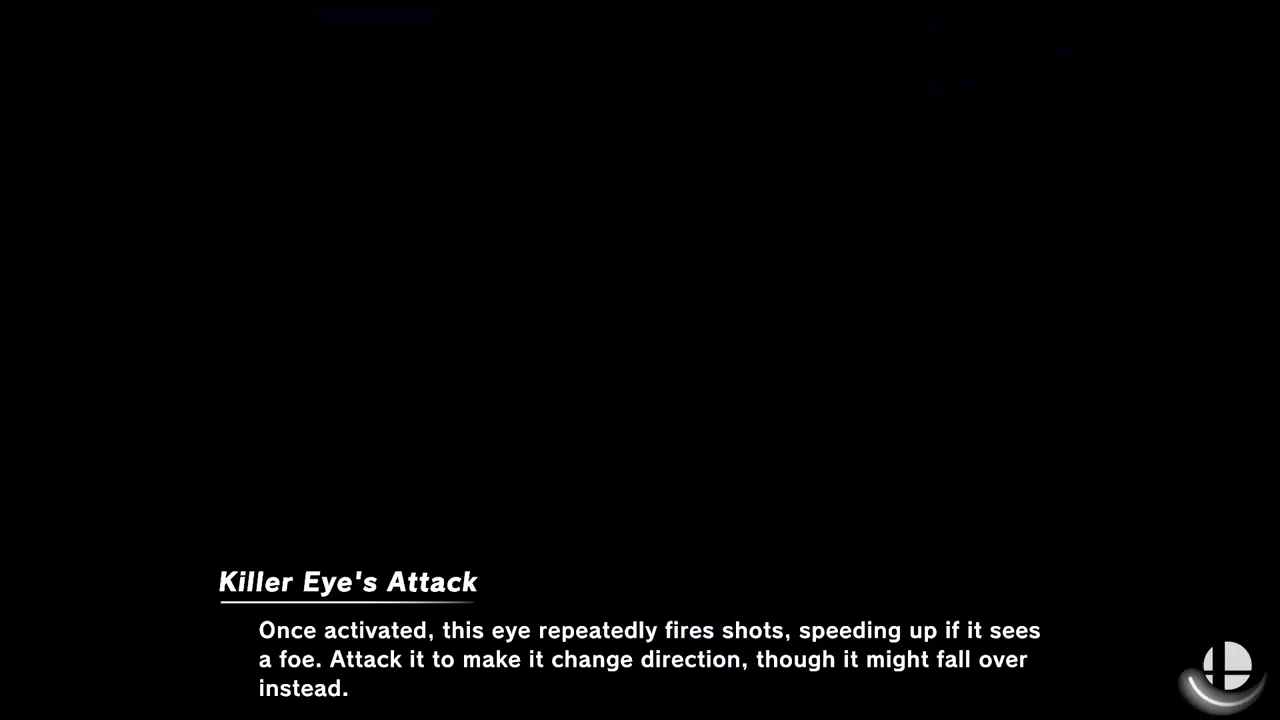 Killer Eye's Attack
Once activated, this eye repeatedly fires shots, speeding up if it sees
a foe. Attack it to make it change direction, though it might fall over
instead.